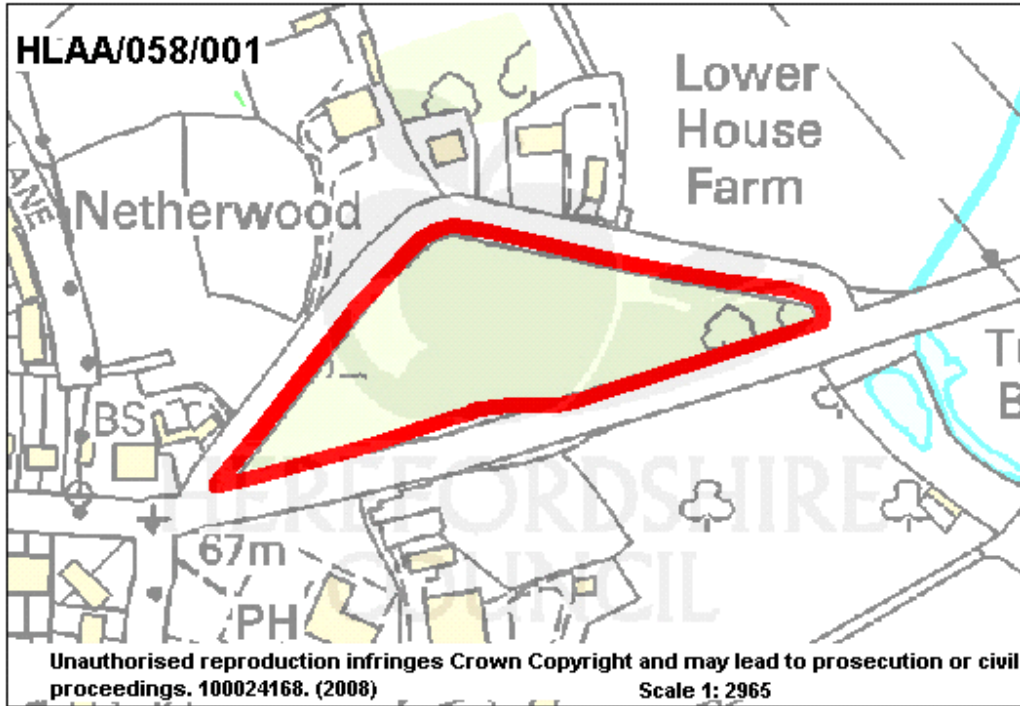 HLAA/058/001
Lower
House
Farm
ANE
Netherwood
BS
67m
PH
HEREFORDSHIRE
COUNCIL
Unauthorised reproduction infringes Crown Copyright and may lead to prosecution or civil
proceedings. 100024168. (2008)
Scale 1: 2965